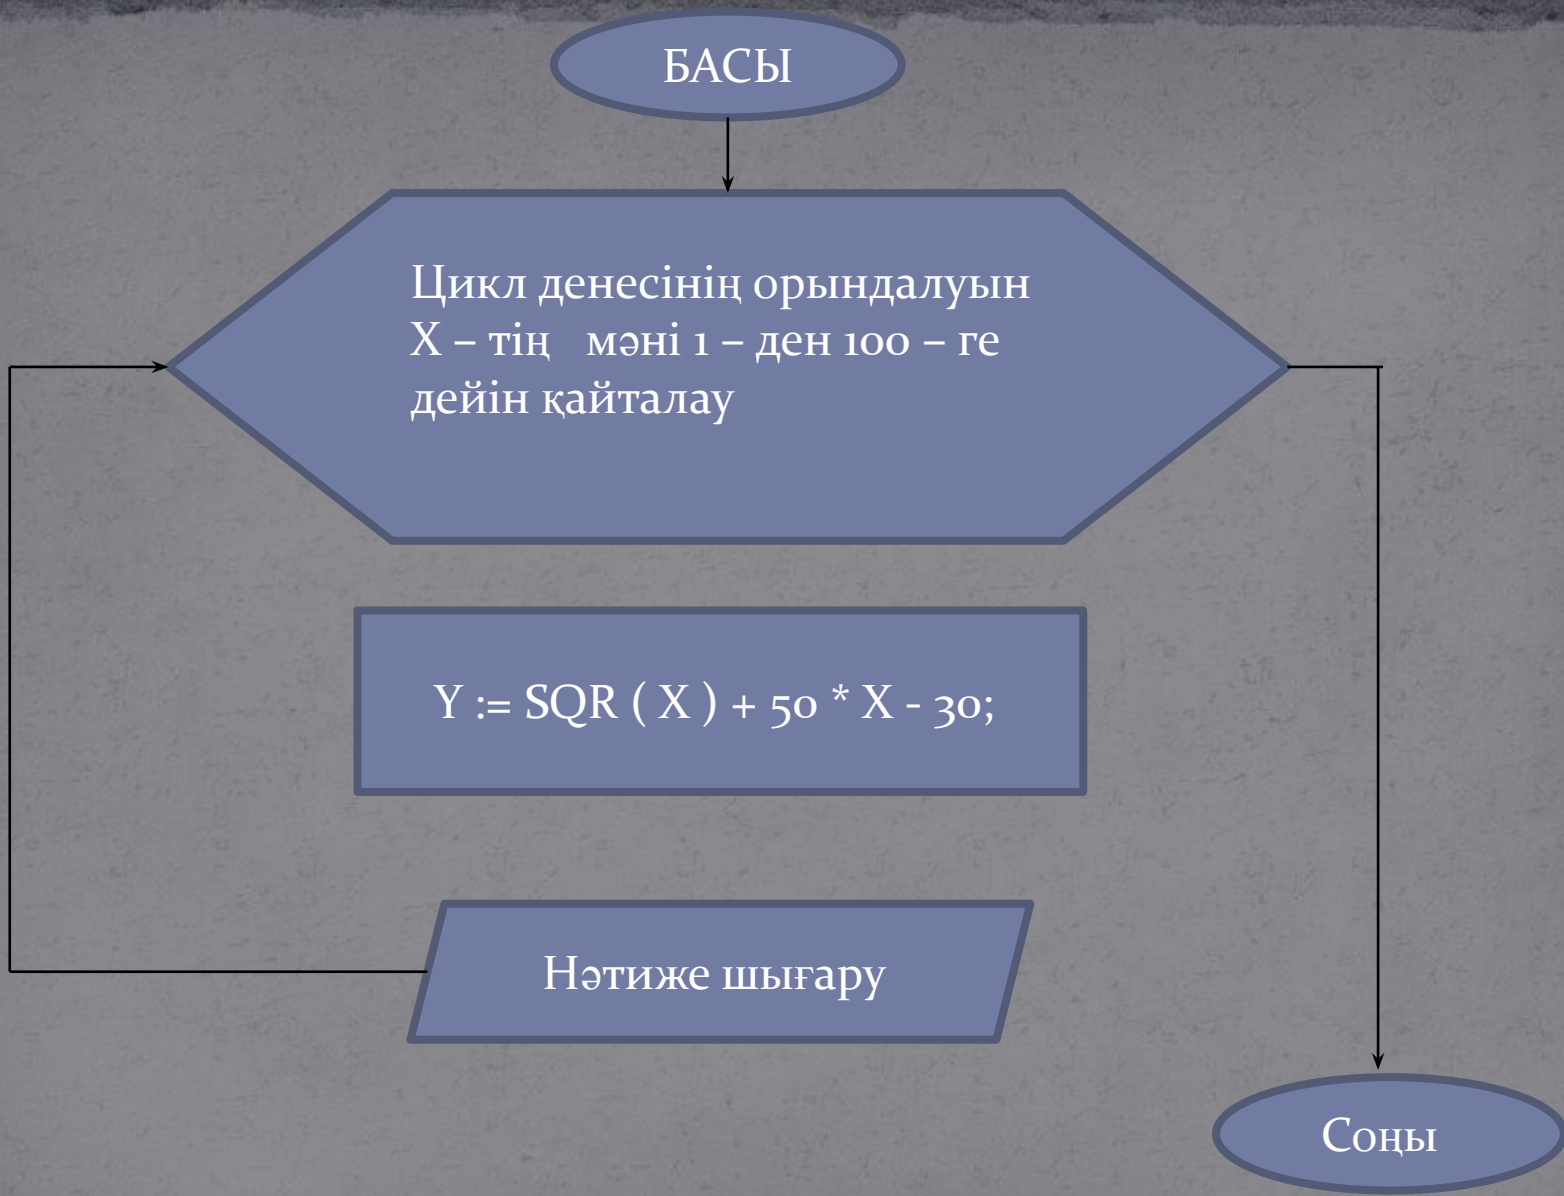 БАСЫ
Цикл денесінің орындалуын
X – тің мәні 1 – ден 100 – ге
дейін қайталау
Y := SQR ( X ) + 50 * X - 30;
Нәтиже шығару
Соңы